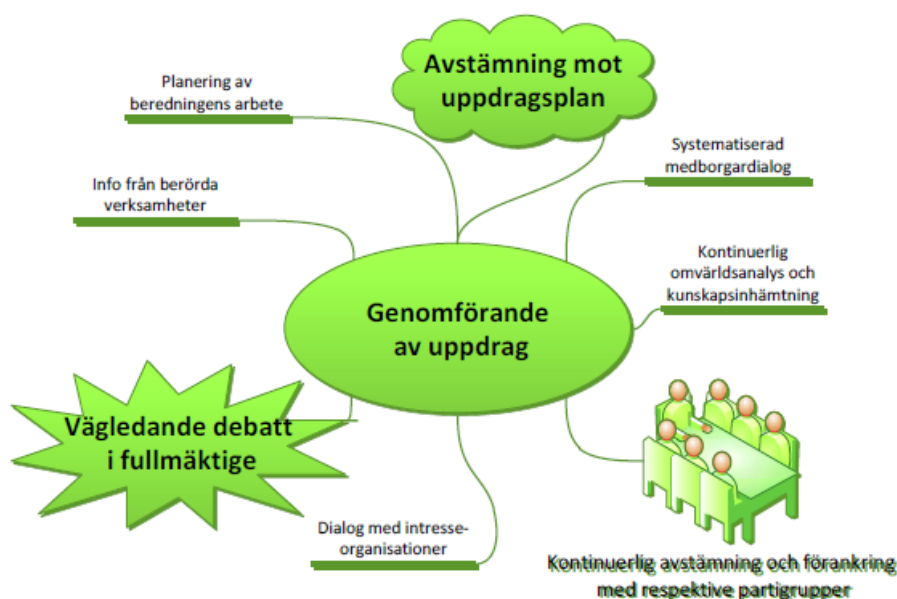 Avstämning mot
uppdragsplan
Planering av
beredningens arbete
Systematiserad
medborgardialog
Info från berörda
verksamheter
Kontinuerlig
omvärldsanalys och
kunskapsinhämtning
Genomförande
av uppdrag
Vägledande debatt
i fullmäktige
Dialog med intresse-
organisationer
Kontinuerlig avstämning och förankring
med respektive partigrupper